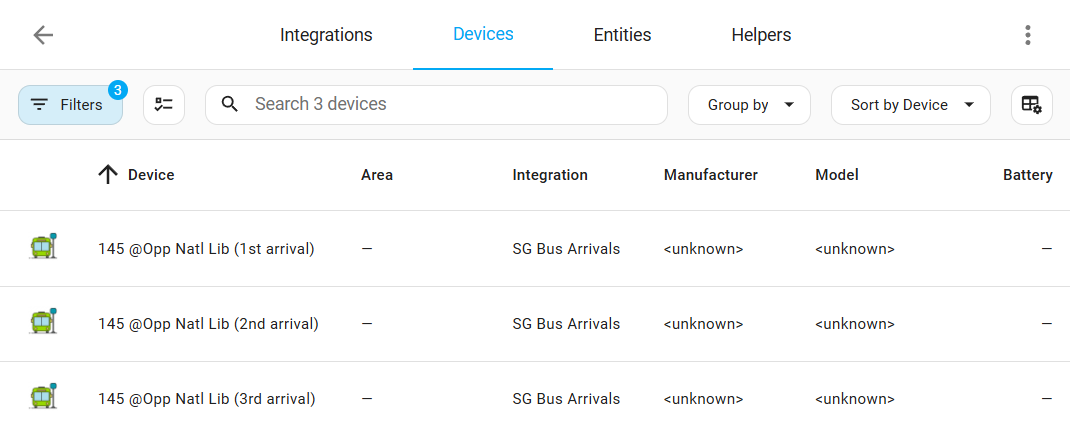 Integrations Devices Entities Helpers
Filters 3 Search 3 devices Group by Sort by Device
Device Area Integration Manufacturer Model Battery
145 @Opp Natl Lib (1st arrival) — SG Bus Arrivals <unknown> <unknown> —
145 @Opp Natl Lib (2nd arrival) — SG Bus Arrivals <unknown> <unknown> —
145 @Opp Natl Lib (3rd arrival) — SG Bus Arrivals <unknown> <unknown> —